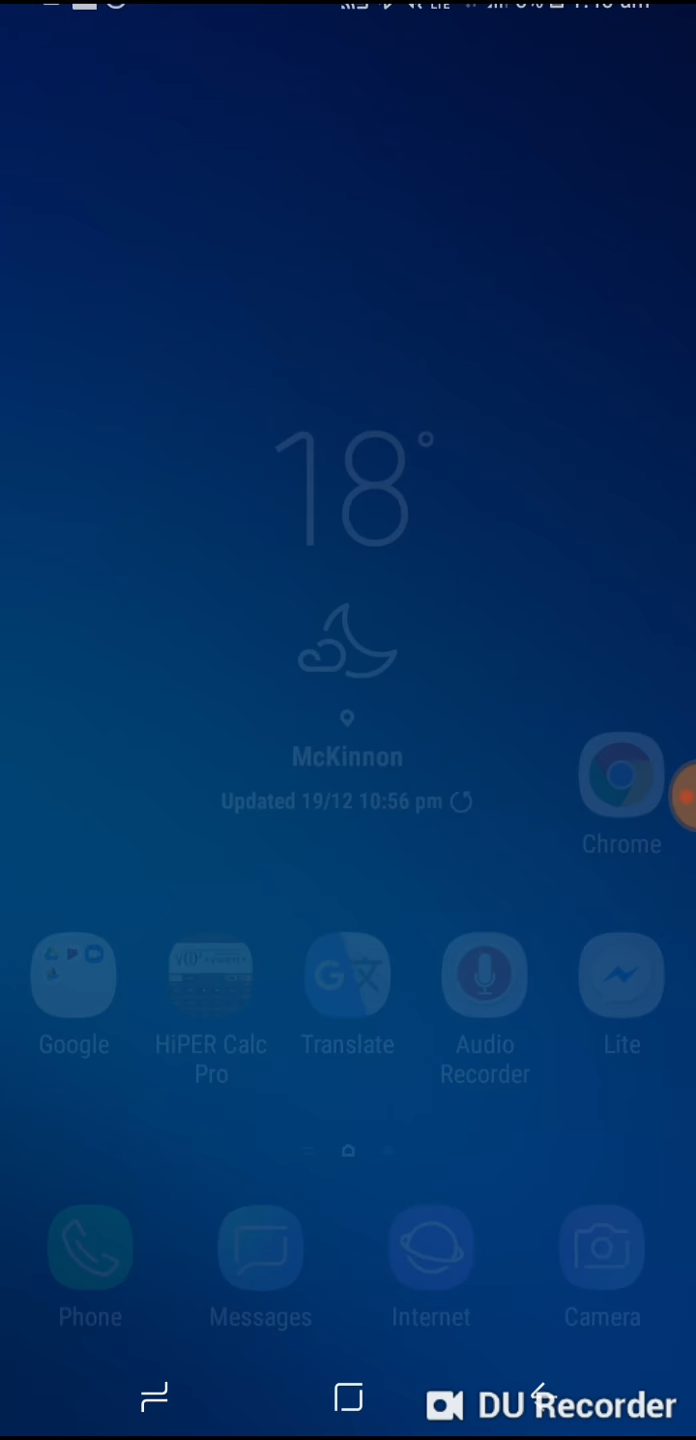 18°
McKinnon
Updated 19/12 10:56 pm
Chrome
Google
HiPER Calc
Pro
Translate
Audio
Recorder
Lite
Phone
Messages
Internet
Camera
DU Recorder